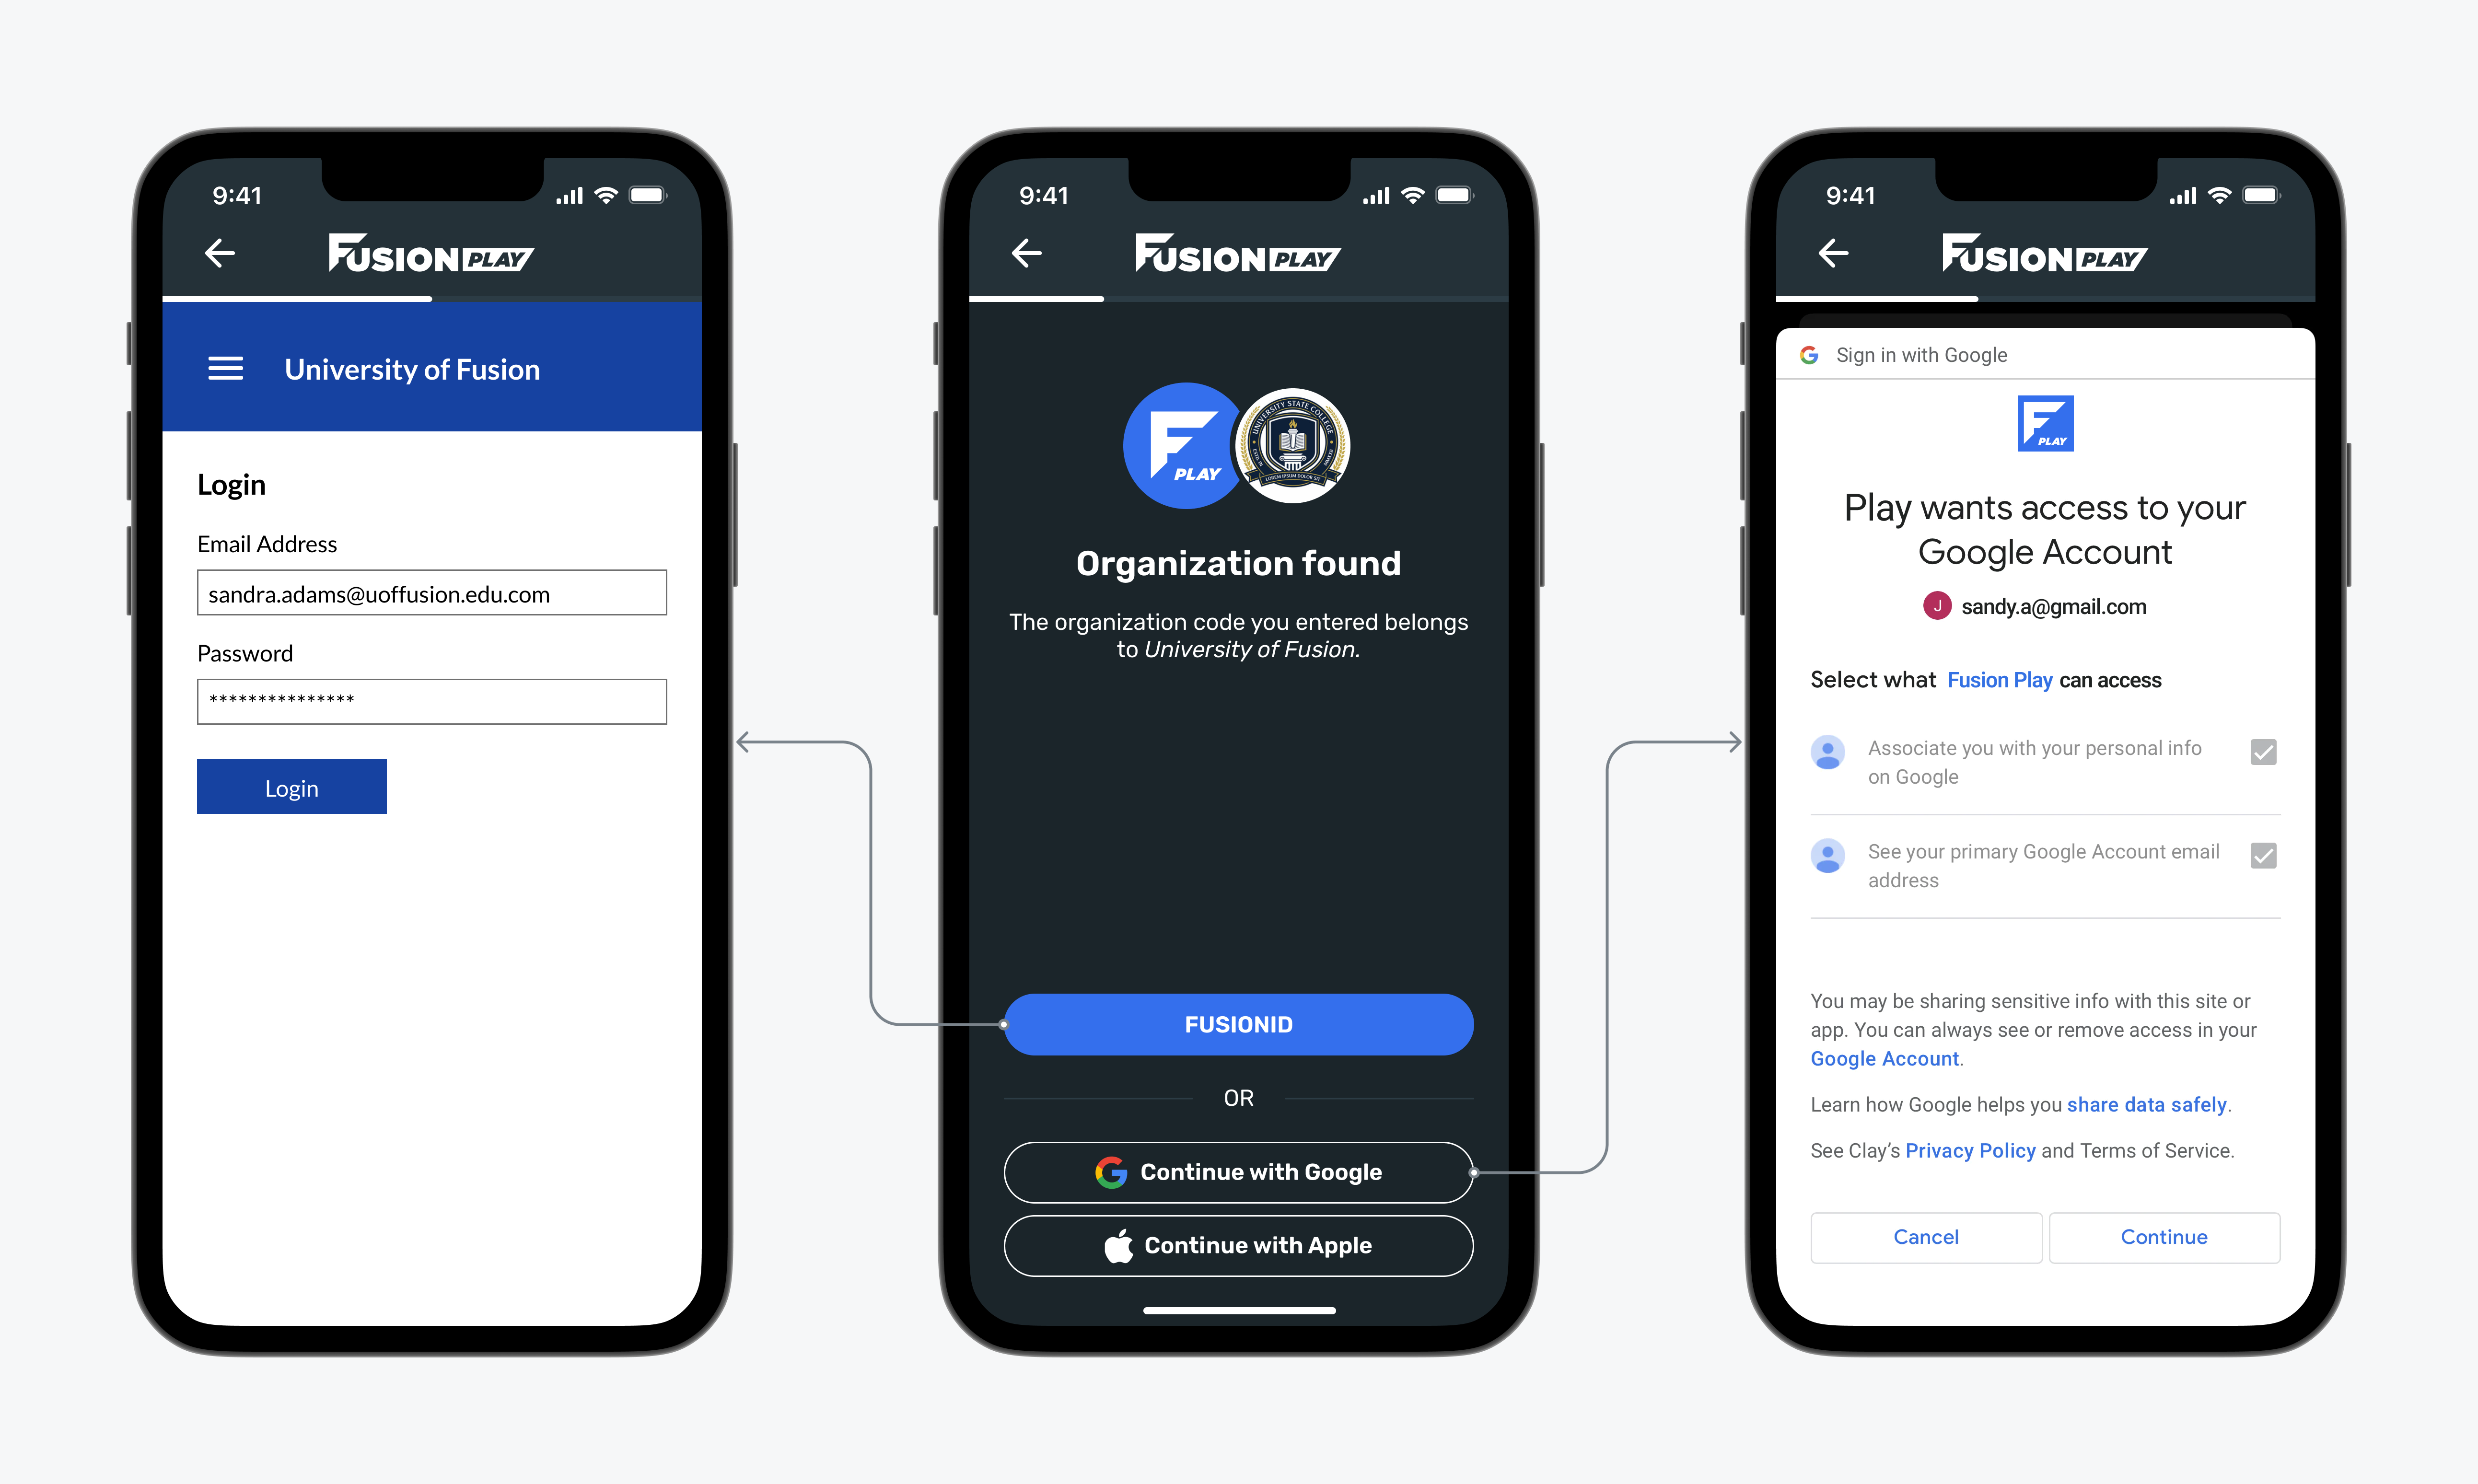 9:41
FUSION PLAY
University of Fusion
Login
Email Address
sandra.adams@uoffusion.edu.com
Password
***************
Login
9:41
FUSION PLAY
F PLAY
UNIVERSITY STATE COLLEGE
LOREM IPSUM DOLOR SIT
Organization found
The organization code you entered belongs
to University of Fusion.
FUSIONID
OR
Continue with Google
Continue with Apple
9:41
FUSION PLAY
Sign in with Google
F PLAY
Play wants access to your
Google Account
J sandy.a@gmail.com
Select what Fusion Play can access
Associate you with your personal info
on Google
See your primary Google Account email
address
You may be sharing sensitive info with this site or
app. You can always see or remove access in your
Google Account.
Learn how Google helps you share data safely.
See Clay’s Privacy Policy and Terms of Service.
Cancel
Continue